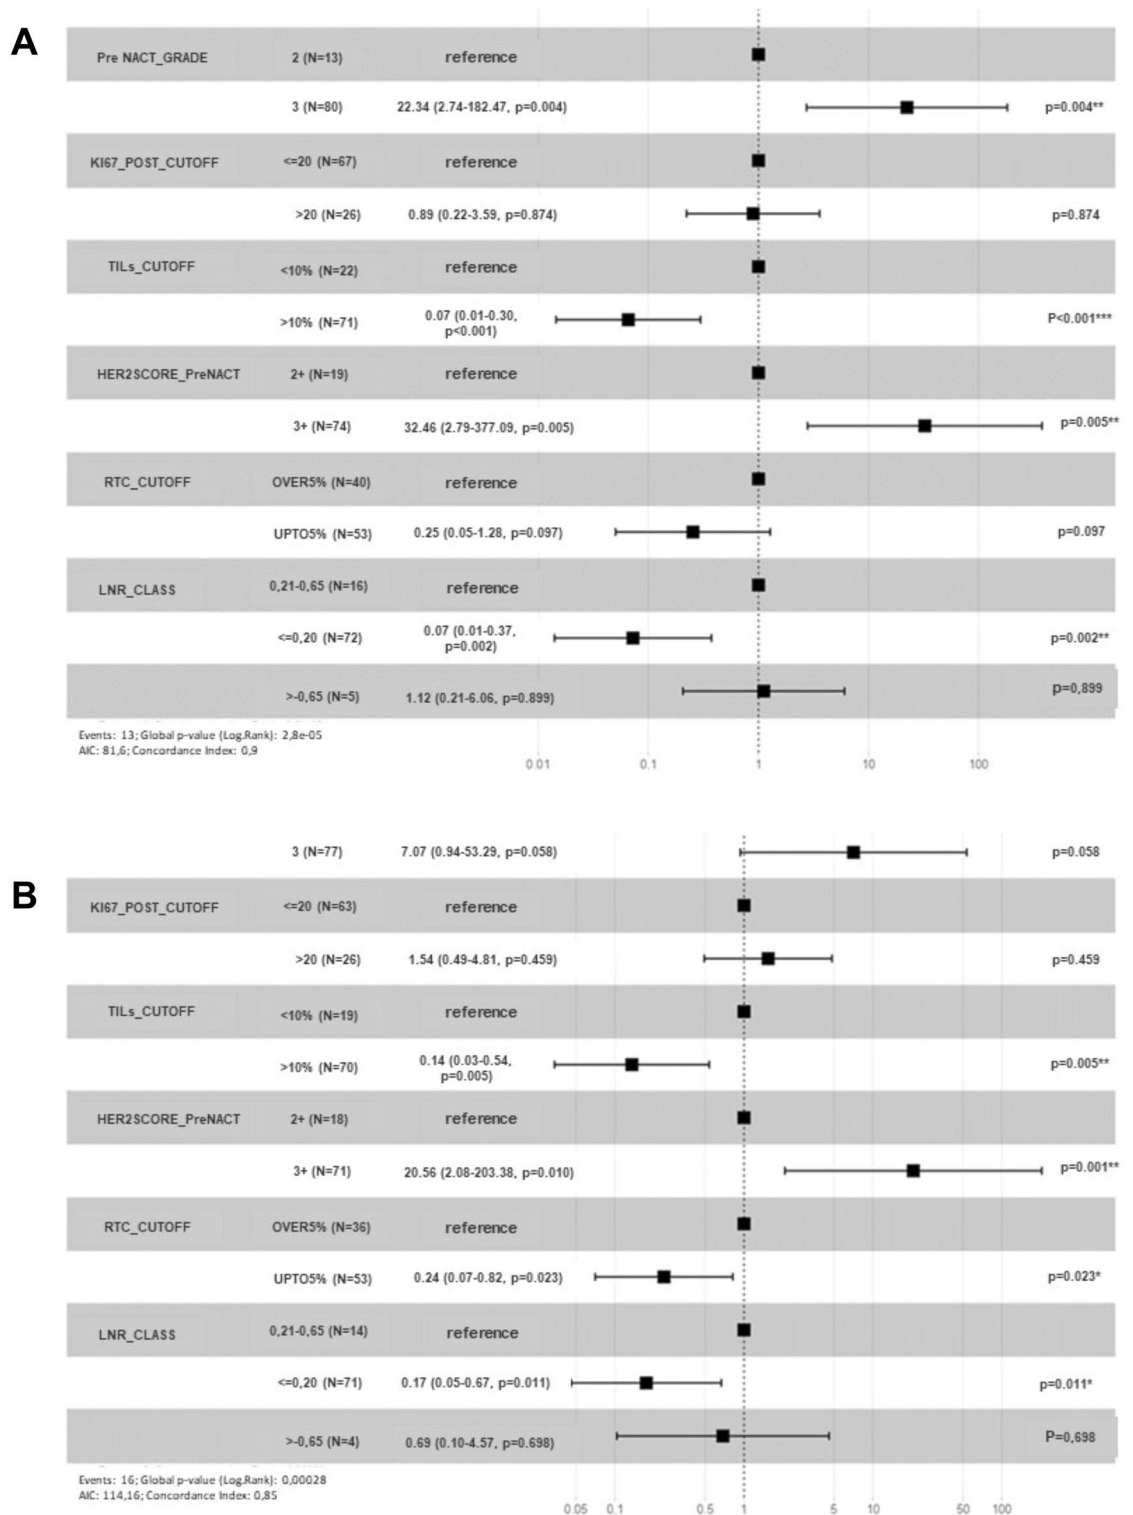 A
Pre NACT_GRADE 2 (N=13) reference
3 (N=80) 22.34 (2.74-182.47, p=0.004) p=0.004**
KI67_POST_CUTOFF <=20 (N=67) reference
>20 (N=26) 0.89 (0.22-3.59, p=0.874) p=0.874
TILs_CUTOFF <10% (N=22) reference
>10% (N=71) 0.07 (0.01-0.30, p<0.001) P<0.001***
HER2SCORE_PreNACT 2+ (N=19) reference
3+ (N=74) 32.46 (2.79-377.09, p=0.005) p=0.005**
RTC_CUTOFF OVER5% (N=40) reference
UPTO5% (N=53) 0.25 (0.05-1.28, p=0.097) p=0.097
LNR_CLASS 0,21-0,65 (N=16) reference
<=0,20 (N=72) 0.07 (0.01-0.37, p=0.002) p=0.002**
>-0,65 (N=5) 1.12 (0.21-6.06, p=0.899) p=0,899
Events: 13; Global p-value (Log.Rank): 2,8e-05
AIC: 81,6; Concordance Index: 0,9
0.01 0.1 1 10 100
3 (N=77) 7.07 (0.94-53.29, p=0.058) p=0.058
B
KI67_POST_CUTOFF <=20 (N=63) reference
>20 (N=26) 1.54 (0.49-4.81, p=0.459) p=0.459
TILs_CUTOFF <10% (N=19) reference
>10% (N=70) 0.14 (0.03-0.54, p=0.005) p=0.005**
HER2SCORE_PreNACT 2+ (N=18) reference
3+ (N=71) 20.56 (2.08-203.38, p=0.010) p=0.001**
RTC_CUTOFF OVER5% (N=36) reference
UPTO5% (N=53) 0.24 (0.07-0.82, p=0.023) p=0.023*
LNR_CLASS 0,21-0,65 (N=14) reference
<=0,20 (N=71) 0.17 (0.05-0.67, p=0.011) p=0.011*
>-0,65 (N=4) 0.69 (0.10-4.57, p=0.698) P=0,698
Events: 16; Global p-value (Log.Rank): 0,00028
AIC: 114,16; Concordance Index: 0,85
0.05 0.1 0.5 1 5 10 50 100